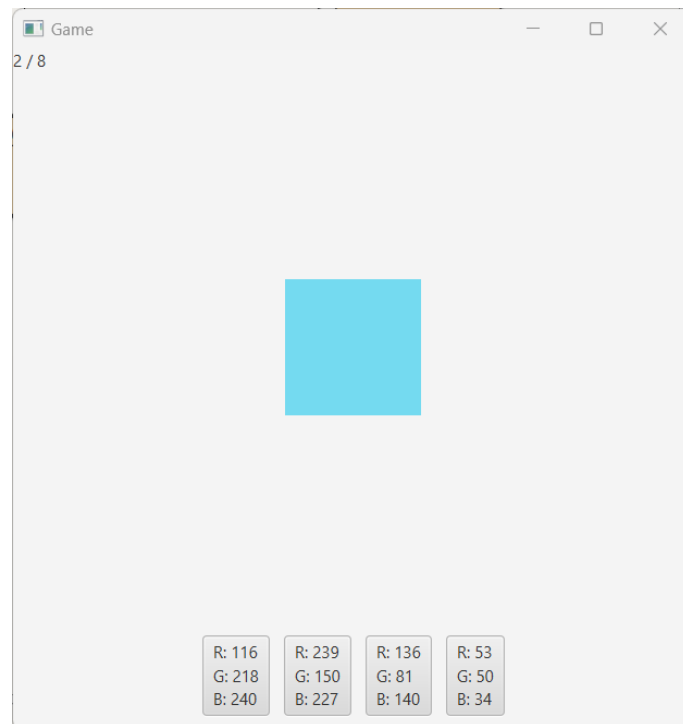 Game
2 / 8
R: 116
G: 218
B: 240
R: 239
G: 150
B: 227
R: 136
G: 81
B: 140
R: 53
G: 50
B: 34